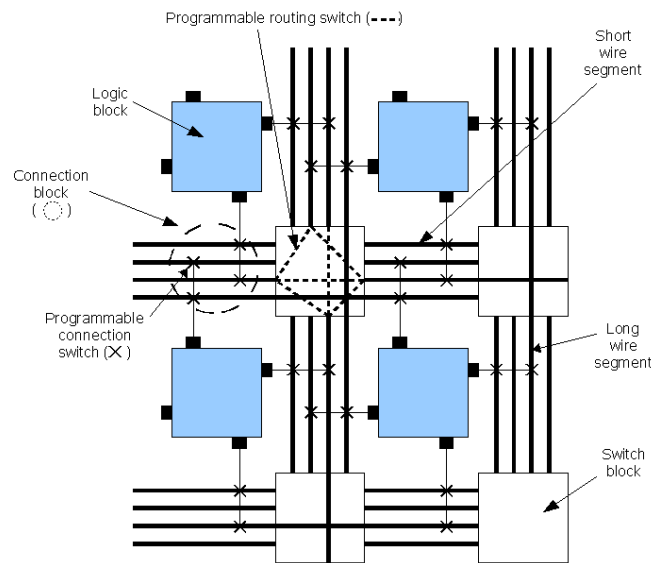 Programmable routing switch (---)
Short
wire
segment
Logic
block
Connection
block
( )
Programmable
connection
switch (X)
Long
wire
segment
Switch
block